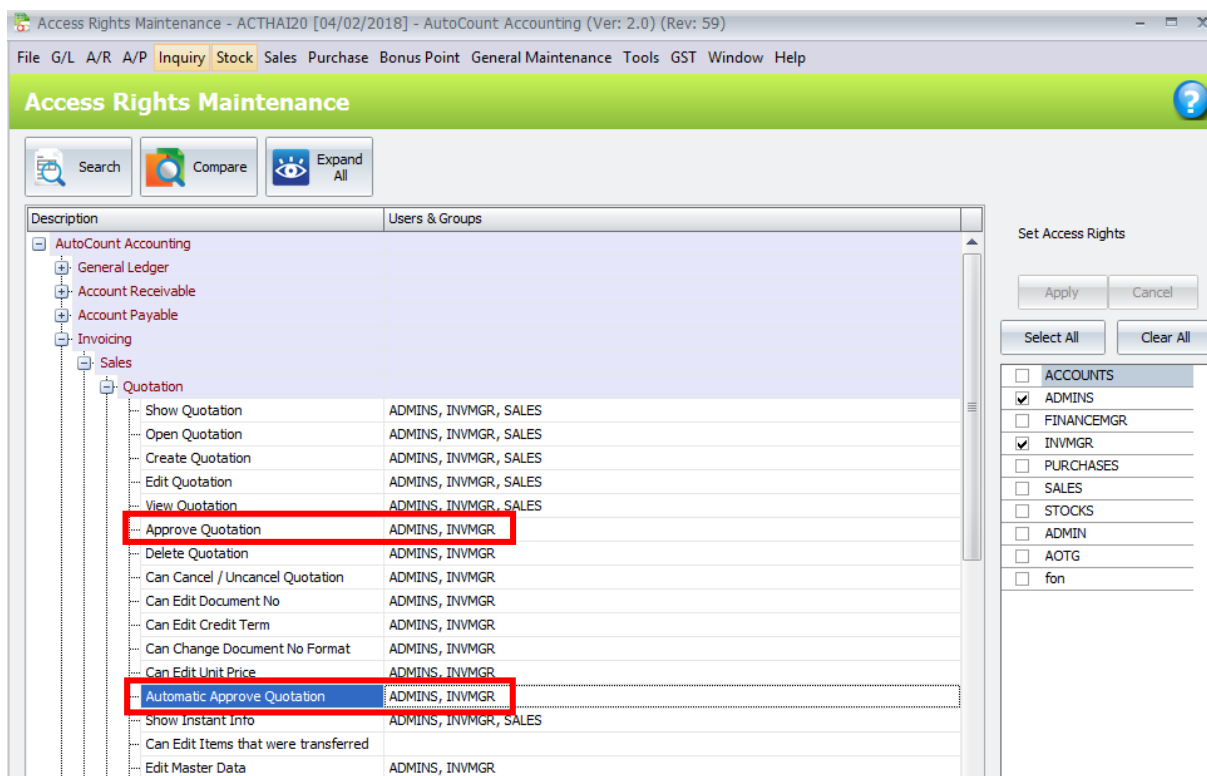 Access Rights Maintenance - ACTHAI20 [04/02/2018] - AutoCount Accounting (Ver: 2.0) (Rev: 59)
File G/L A/R A/P Inquiry Stock Sales Purchase Bonus Point General Maintenance Tools GST Window Help
Access Rights Maintenance
?
Search Compare Expand All
Description Users & Groups
AutoCount Accounting
General Ledger
Account Receivable
Account Payable
Invoicing
Sales
Quotation
Show Quotation ADMINS, INVMGR, SALES
Open Quotation ADMINS, INVMGR, SALES
Create Quotation ADMINS, INVMGR, SALES
Edit Quotation ADMINS, INVMGR, SALES
View Quotation ADMINS, INVMGR, SALES
Approve Quotation ADMINS, INVMGR
Delete Quotation ADMINS, INVMGR
Can Cancel / Uncancel Quotation ADMINS, INVMGR
Can Edit Document No ADMINS, INVMGR
Can Edit Credit Term ADMINS, INVMGR
Can Change Document No Format ADMINS, INVMGR
Can Edit Unit Price ADMINS, INVMGR
Automatic Approve Quotation ADMINS, INVMGR
Show Instant Info ADMINS, INVMGR, SALES
Can Edit Items that were transferred
Edit Master Data ADMINS, INVMGR
Set Access Rights
Apply Cancel
Select All Clear All
ACCOUNTS
ADMINS
FINANCEMGR
INVMGR
PURCHASES
SALES
STOCKS
ADMIN
AOTG
fon